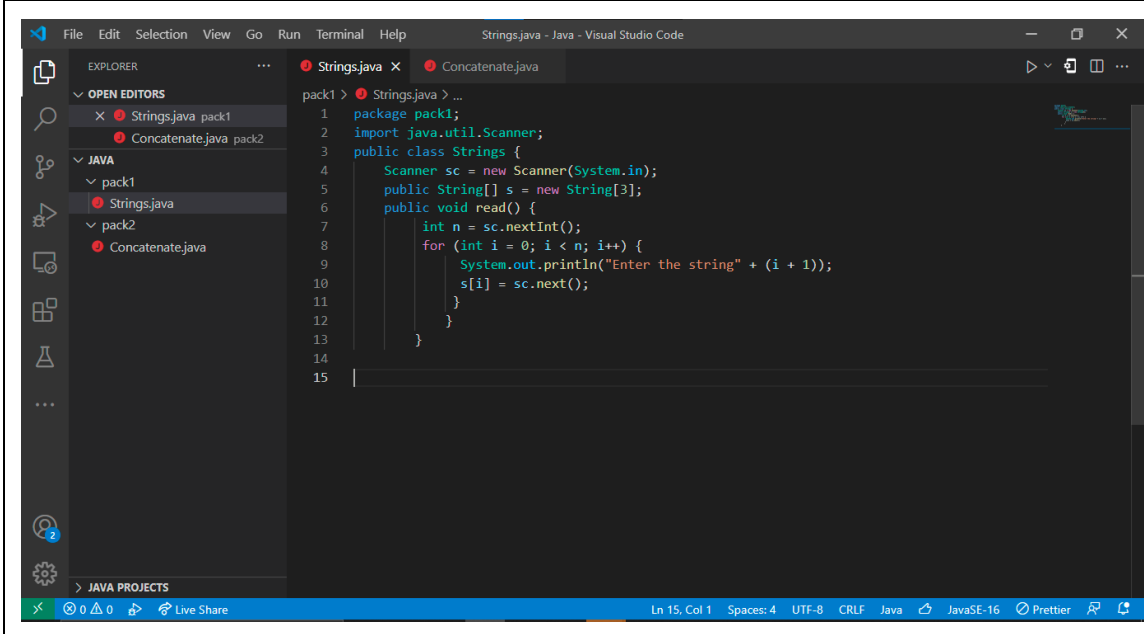 File Edit Selection View Go Run Terminal Help Strings.java - Java - Visual Studio Code
EXPLORER
OPEN EDITORS
Strings.java pack1
Concatenate.java pack2
JAVA
pack1
Strings.java
pack2
Concatenate.java
JAVA PROJECTS
Strings.java Concatenate.java
pack1 > Strings.java > ...
1 package pack1;
2 import java.util.Scanner;
3 public class Strings {
4     Scanner sc = new Scanner(System.in);
5     public String[] s = new String[3];
6     public void read() {
7          int n = sc.nextInt();
8          for (int i = 0; i < n; i++) {
9               System.out.println("Enter the string" + (i + 1));
10               s[i] = sc.next();
11              }
12             }
13         }
14
15
2
0 0 Live Share Ln 15, Col 1 Spaces: 4 UTF-8 CRLF Java JavaSE-16 Prettier